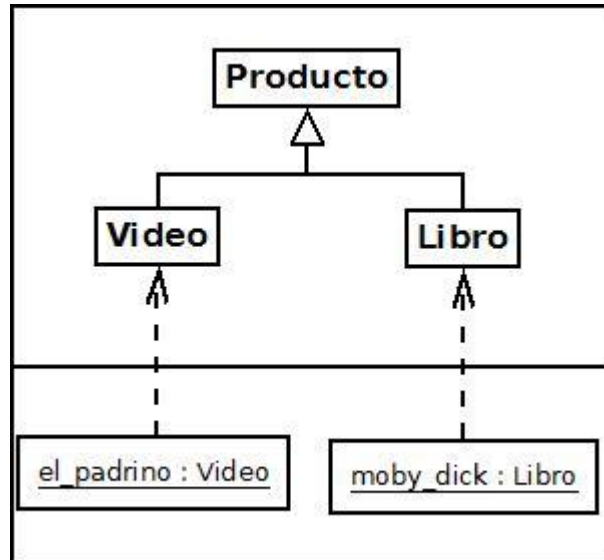 Producto
Video
Libro
el_padrino : Video
moby_dick : Libro